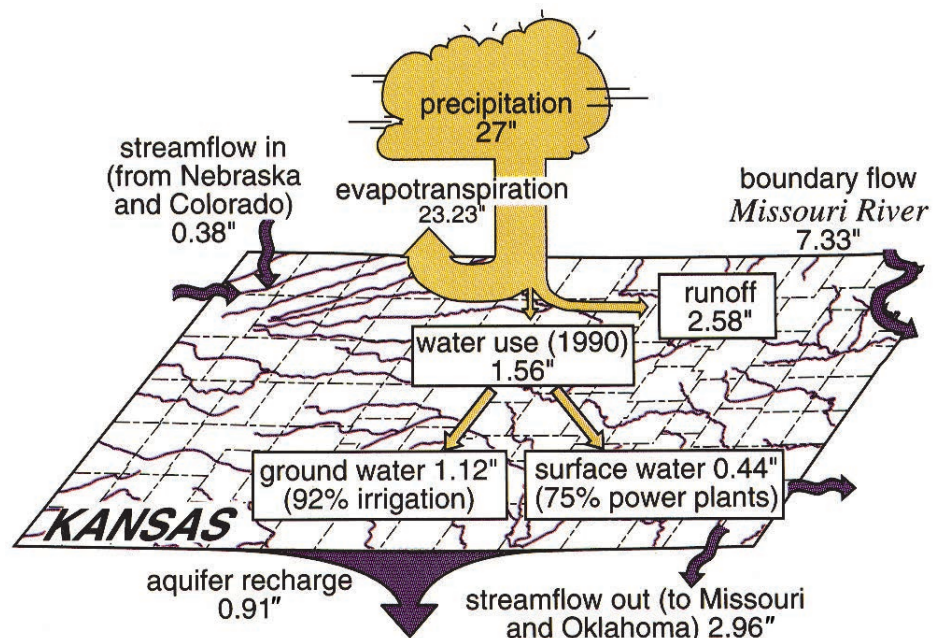 precipitation
27"
streamflow in
(from Nebraska
and Colorado)
0.38"
evapotranspiration
23.23"
boundary flow
Missouri River
7.33"
runoff
2.58"
water use (1990)
1.56"
ground water 1.12"
(92% irrigation)
surface water 0.44"
(75% power plants)
KANSAS
aquifer recharge
0.91"
streamflow out (to Missouri
and Oklahoma) 2.96"